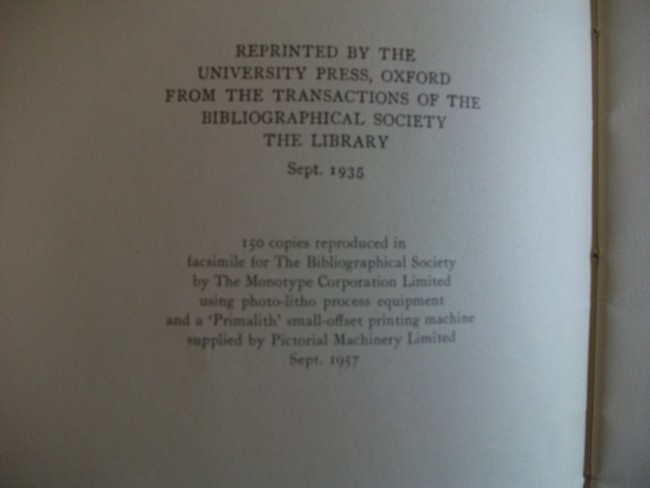 REPRINTED BY THE
UNIVERSITY PRESS, OXFORD
FROM THE TRANSACTIONS OF THE
BIBLIOGRAPHICAL SOCIETY
THE LIBRARY
Sept. 1935
150 copies reproduced in
facsimile for The Bibliographical Society
by The Monotype Corporation Limited
using photo-litho process equipment
and a 'Primalith' small-offset printing machine
supplied by Pictorial Machinery Limited
Sept. 1957